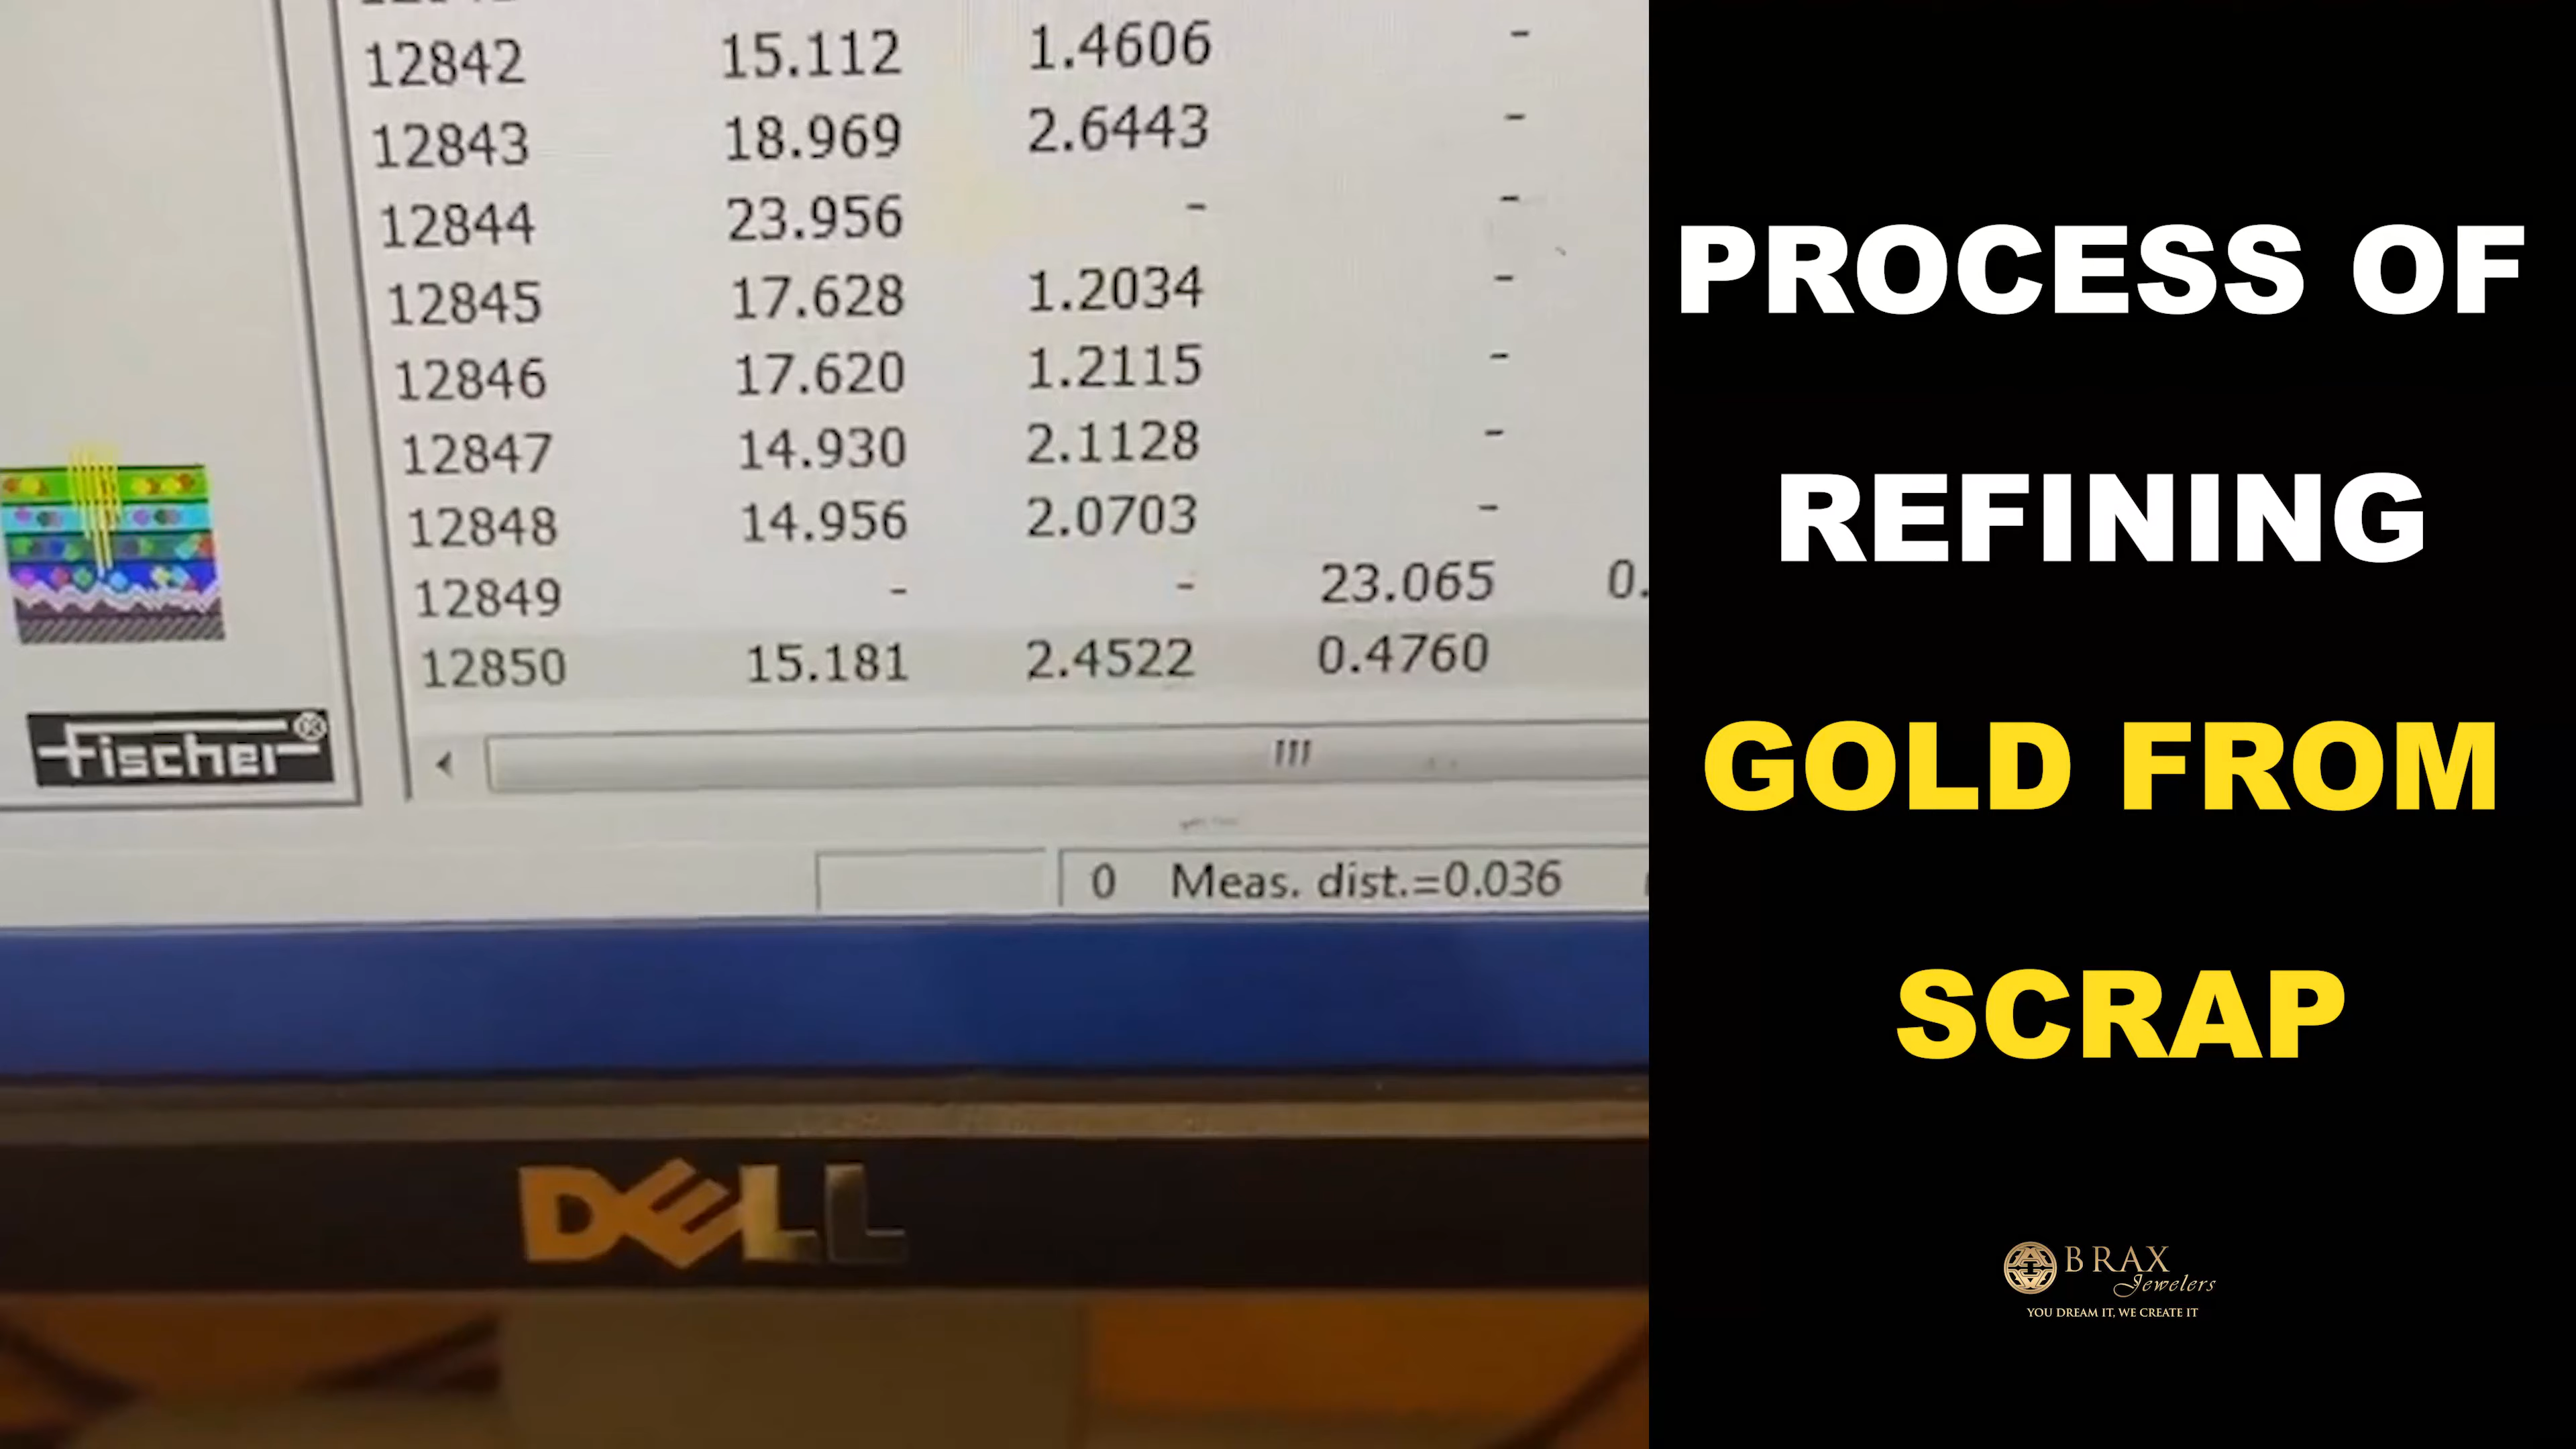 12842 15.112 1.4606 -
12843 18.969 2.6443 -
12844 23.956 - -
12845 17.628 1.2034 -
12846 17.620 1.2115 -
12847 14.930 2.1128 -
12848 14.956 2.0703 -
12849 - - 23.065 0.
12850 15.181 2.4522 0.4760
fischer®
0 Meas. dist.=0.036
DELL
PROCESS OF
REFINING
GOLD FROM
SCRAP
BRAX
Jewelers
YOU DREAM IT, WE CREATE IT